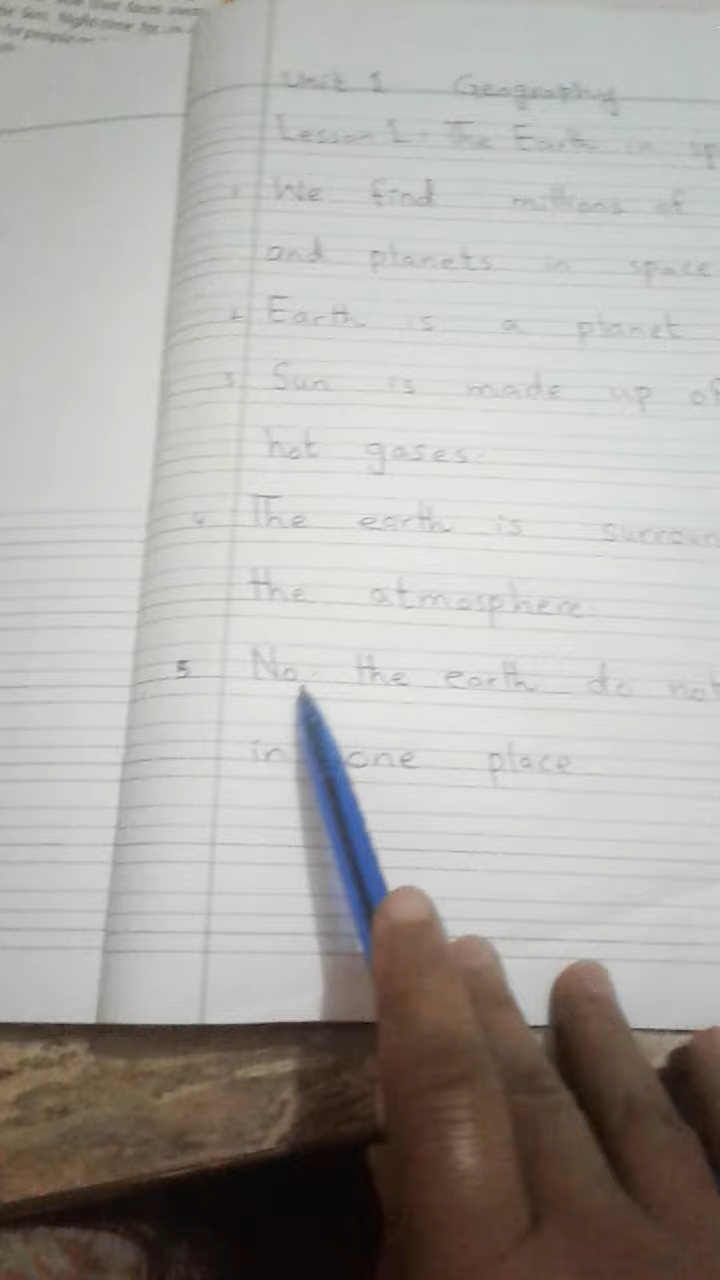 Unit 1 Geography
Lesson 1: The Earth in
1 We find millions of
and planets in space
2 Earth is a planet
3 Sun is made up of
hot gases.
4 The earth is surroun
the atmosphere.
5 No. the earth do not
in one place